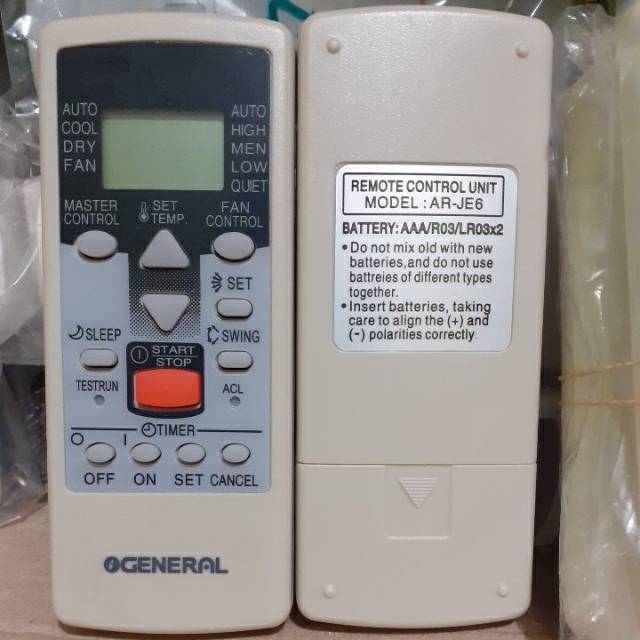 AUTO
COOL
DRY
FAN
AUTO
HIGH
MEN
LOW
QUIET
MASTER
CONTROL
SET
TEMP.
FAN
CONTROL
SET
SLEEP
SWING
START
STOP
TESTRUN
ACL
TIMER
OFF
ON
SET
CANCEL
GENERAL
REMOTE CONTROL UNIT
MODEL : AR-JE6
BATTERY: AAA/R03/LR03x2
• Do not mix old with new
batteries,and do not use
battreies of different types
together.
• Insert batteries, taking
care to align the (+) and
(-) polarities correctly